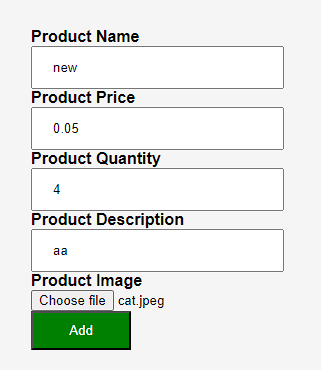 Product Name
new
Product Price
0.05
Product Quantity
4
Product Description
aa
Product Image
Choose file cat.jpeg
Add